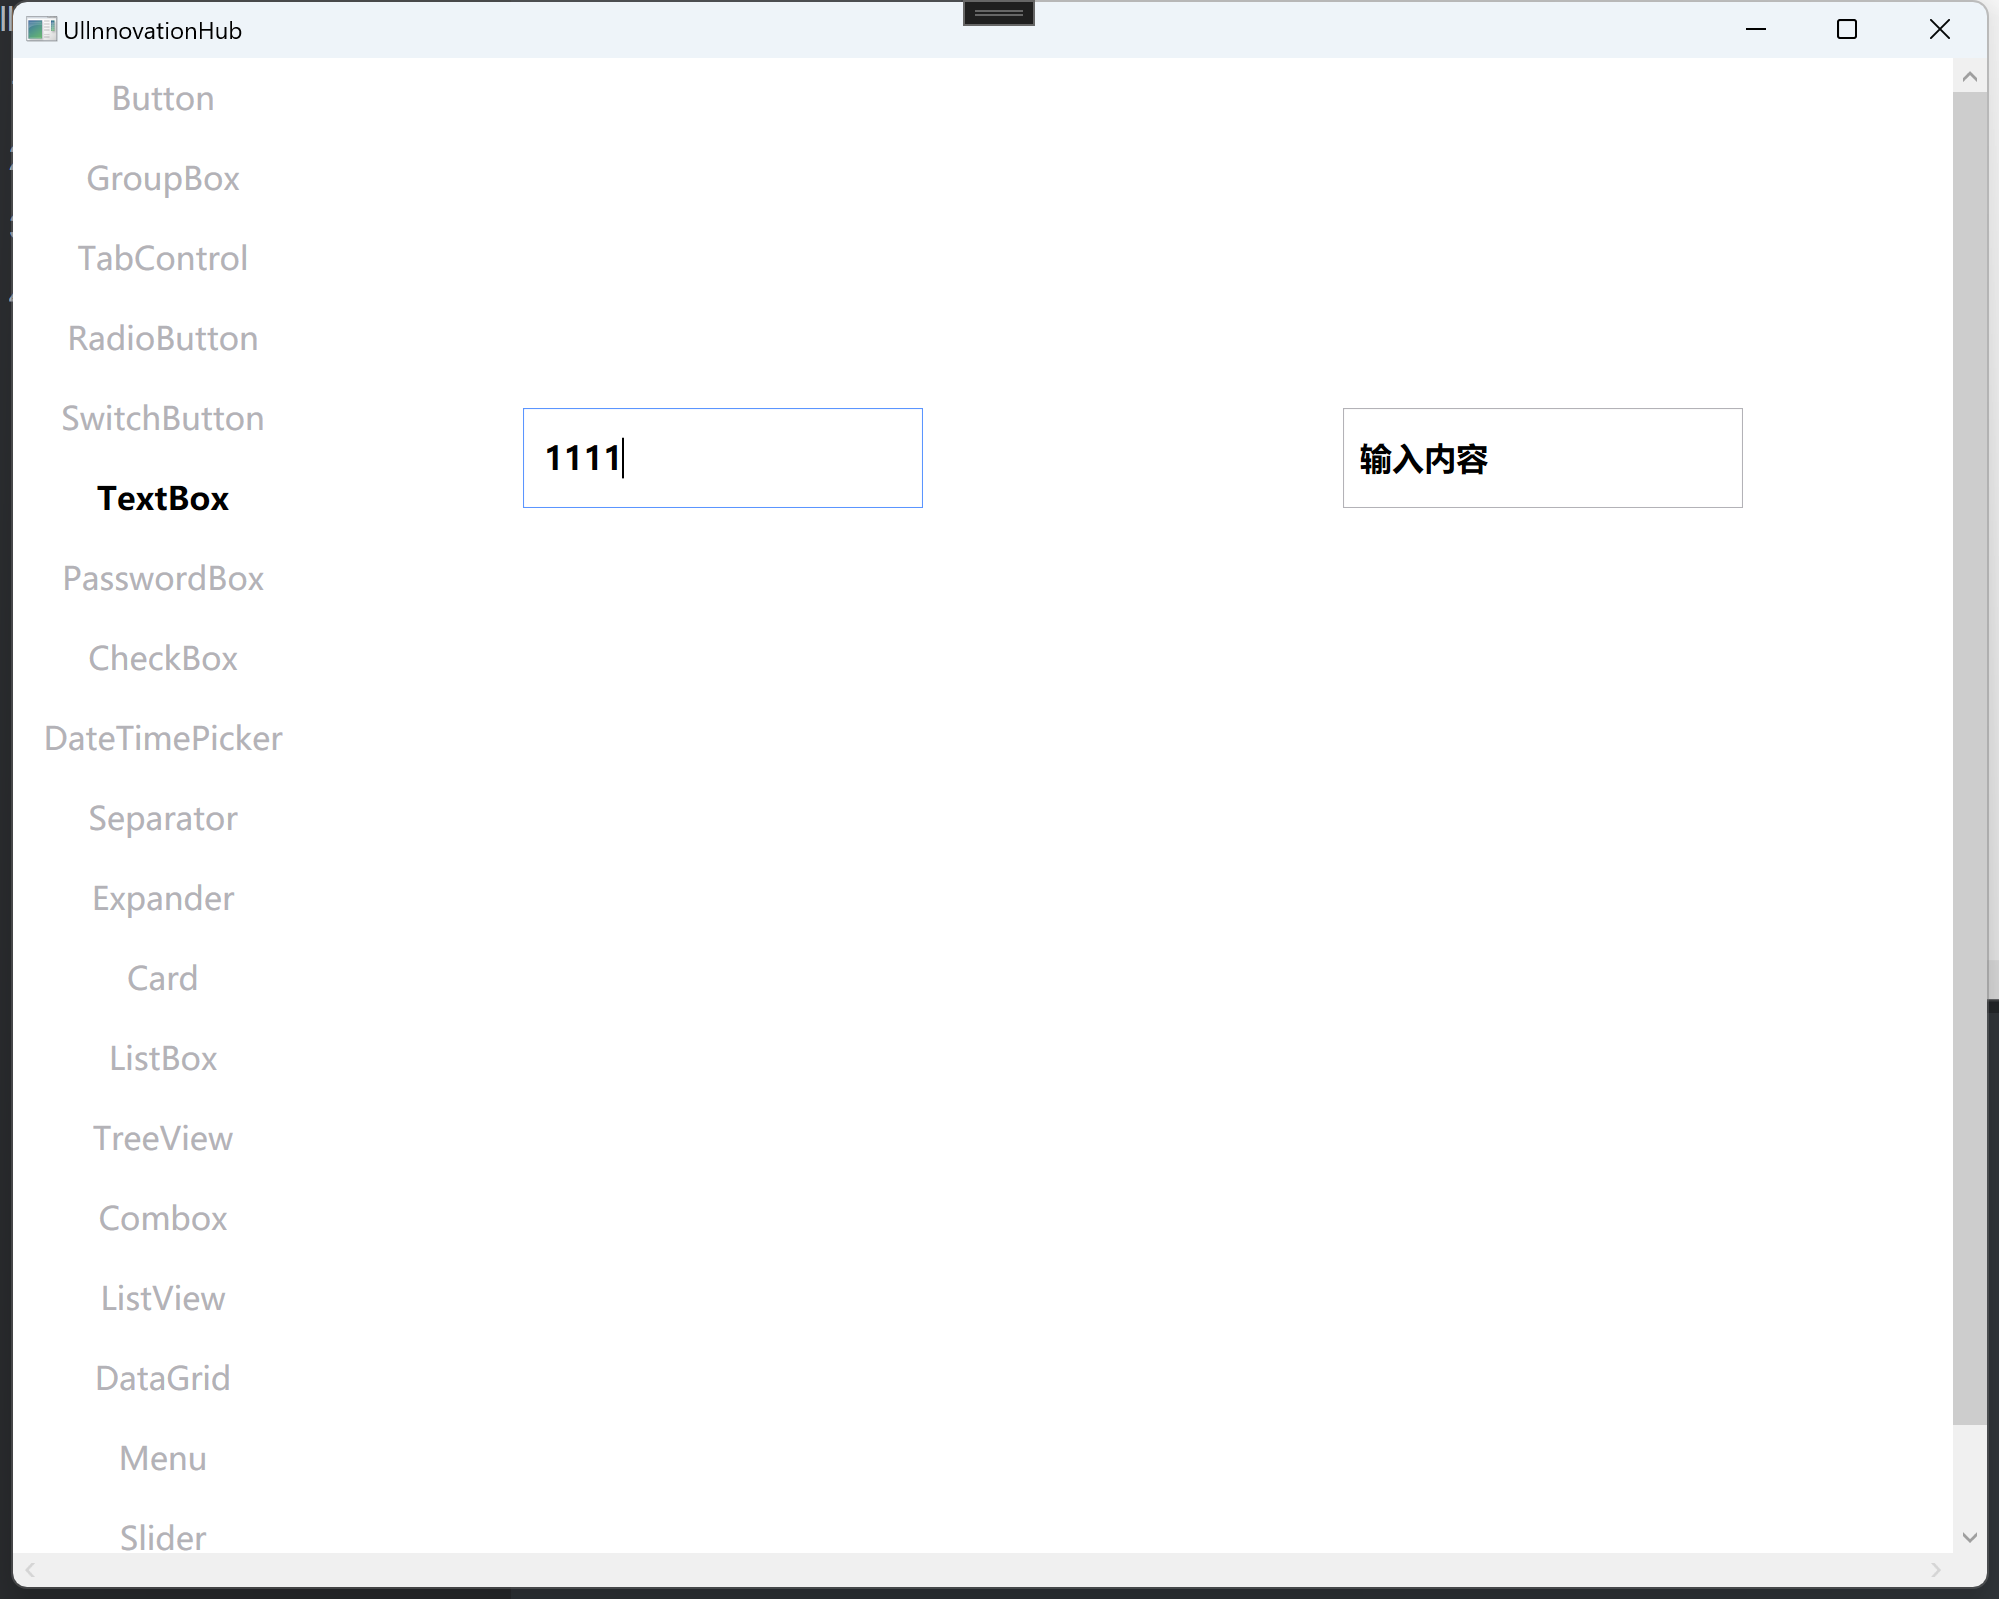 UIInnovationHub
Button
GroupBox
TabControl
RadioButton
SwitchButton
TextBox
PasswordBox
CheckBox
DateTimePicker
Separator
Expander
Card
ListBox
TreeView
Combox
ListView
DataGrid
Menu
Slider
1111
输入内容